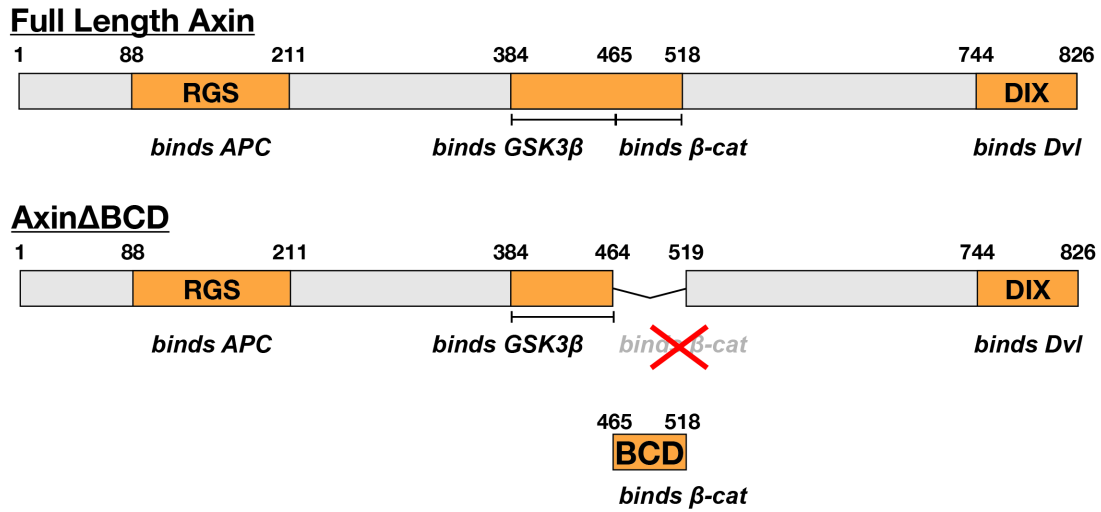 Full Length Axin
1 88 211 384 465 518 744 826
RGS DIX
binds APC binds GSK3β binds β-cat binds Dvl
AxinΔBCD
1 88 211 384 464 519 744 826
RGS DIX
binds APC binds GSK3β binds β-cat binds Dvl
465 518
BCD
binds β-cat